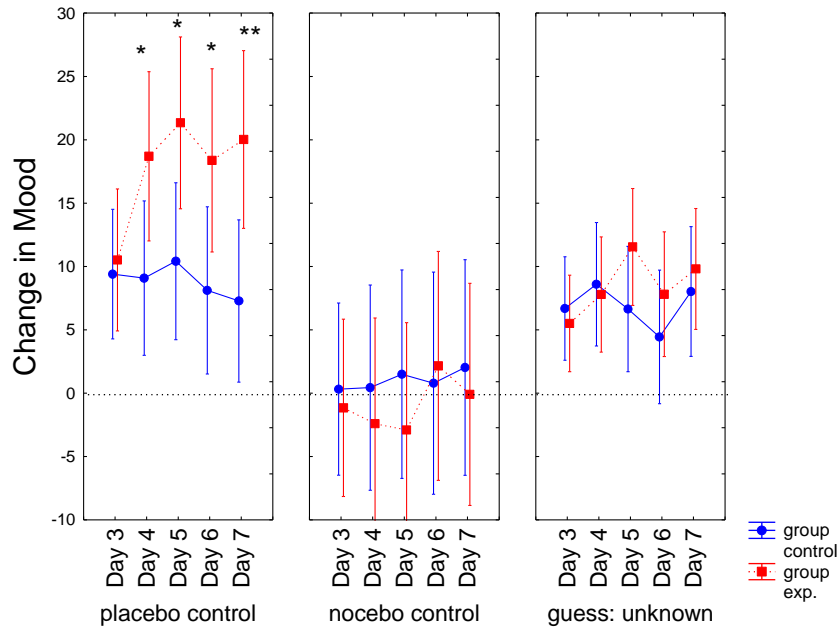 Change in Mood
30
25
20
15
10
5
0
-5
-10
* * * **
Day 3 Day 4 Day 5 Day 6 Day 7
Day 3 Day 4 Day 5 Day 6 Day 7
Day 3 Day 4 Day 5 Day 6 Day 7
placebo control
nocebo control
guess: unknown
group
control
group
exp.